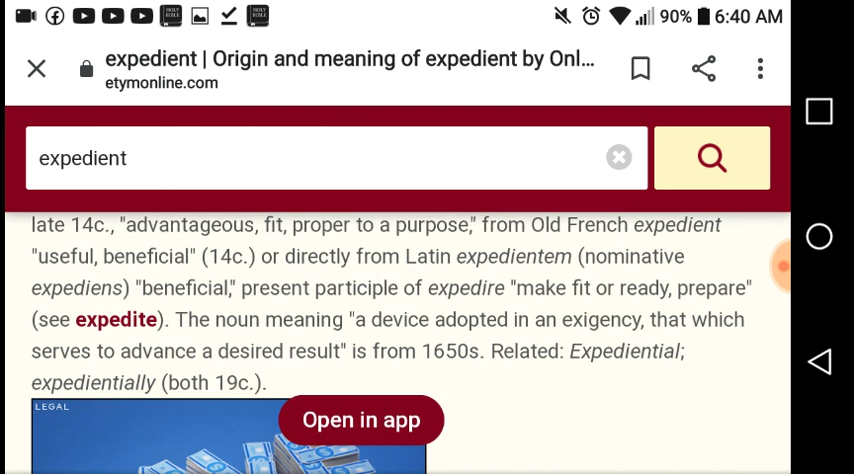 90% 6:40 AM
expedient | Origin and meaning of expedient by Onl...
etymonline.com
expedient
late 14c., "advantageous, fit, proper to a purpose," from Old French expedient
"useful, beneficial" (14c.) or directly from Latin expedientem (nominative
expediens) "beneficial," present participle of expedire "make fit or ready, prepare"
(see expedite). The noun meaning "a device adopted in an exigency, that which
serves to advance a desired result" is from 1650s. Related: Expediential;
expedientially (both 19c.).
LEGAL
Open in app